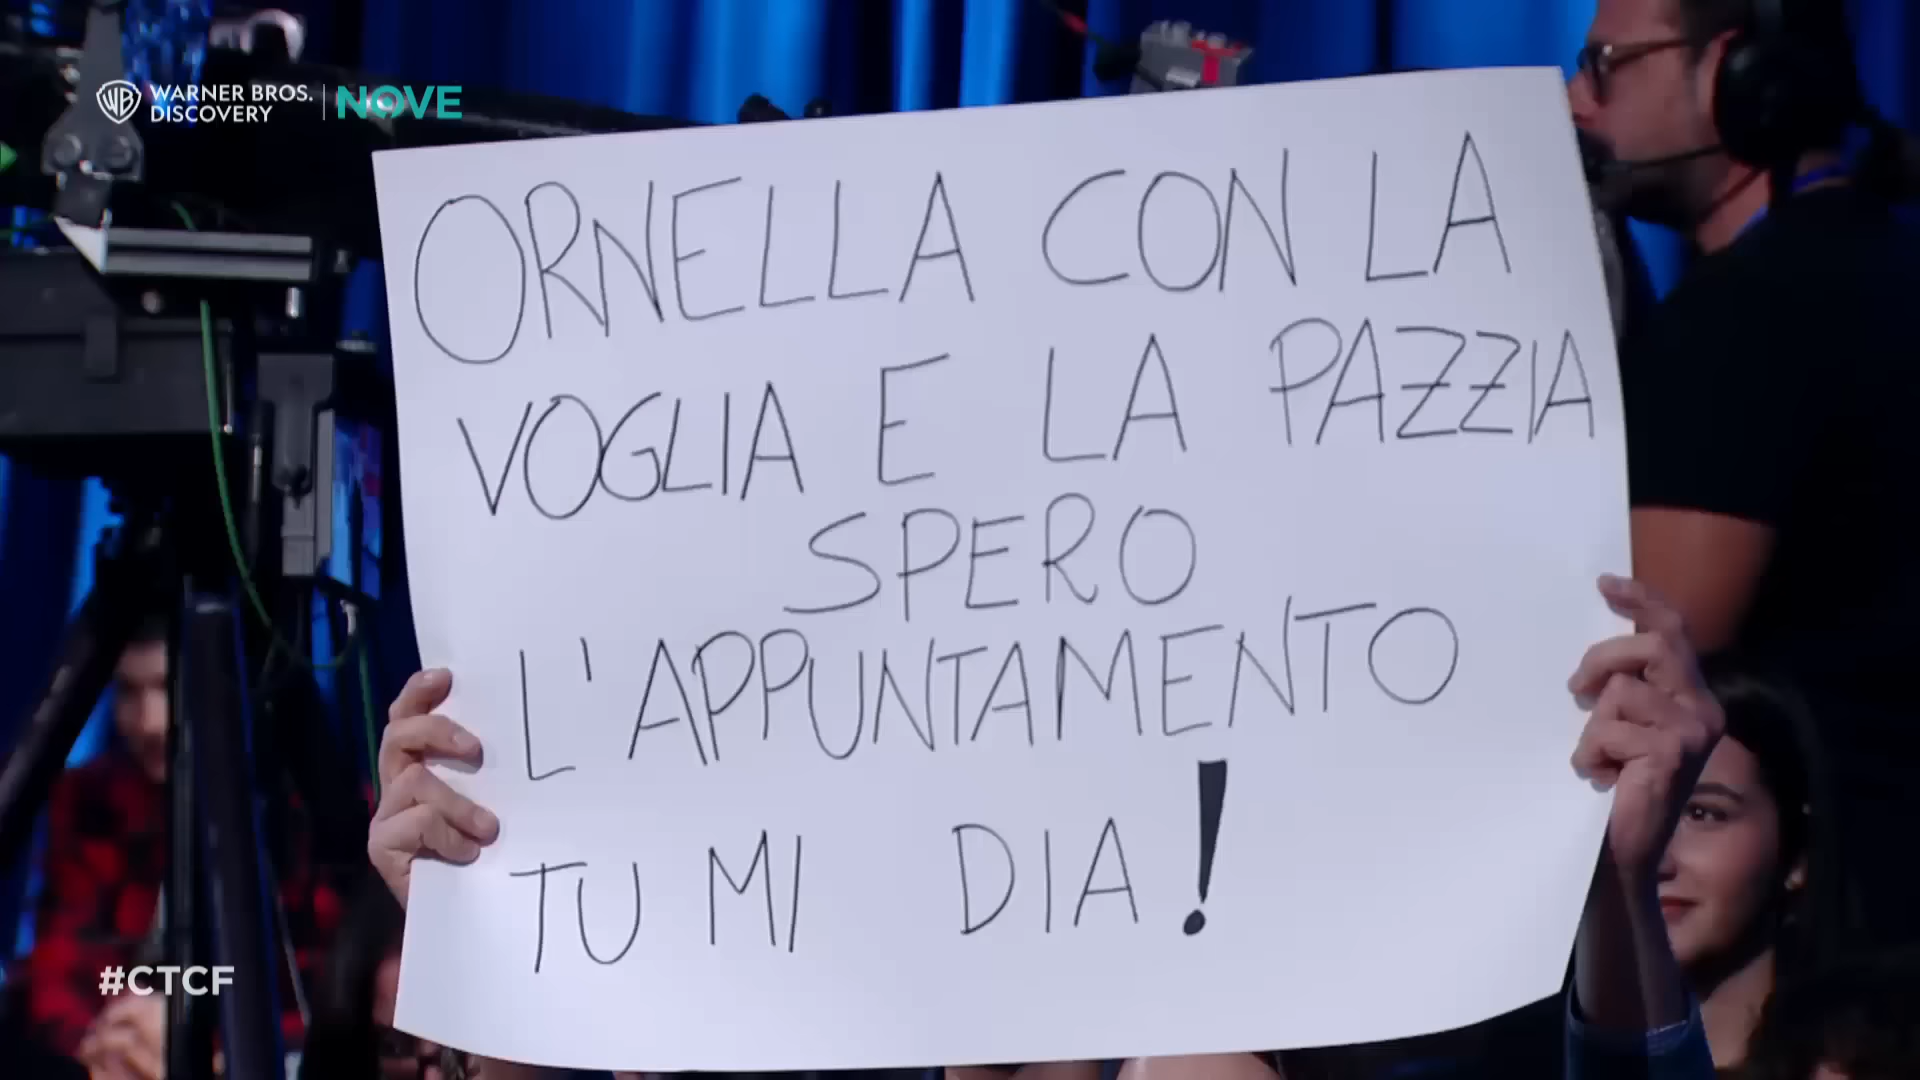 WARNER BROS.
DISCOVERY
NOVE
ORNELLA CON LA
VOGLIA E LA PAZZIA
SPERO
L'APPUNTAMENTO
TU MI DIA!
#CTCF